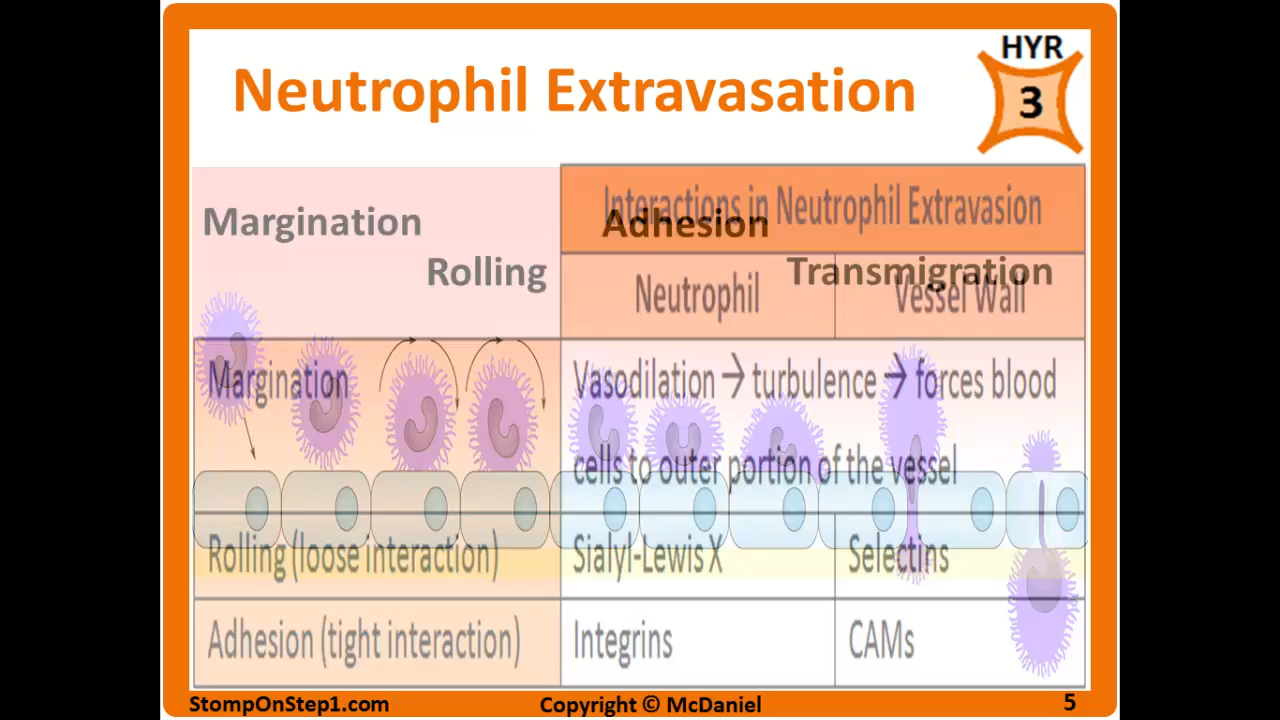 HYR
Neutrophil Extravasation
3
Margination
Rolling
Adhesion
Transmigration
Interactions in Neutrophil Extravasion
Neutrophil
Vessel Wall
Margination
Vasodilation → turbulence → forces blood
cells to outer portion of the vessel
Rolling (loose interaction)
Sialyl-Lewis X
Selectins
Adhesion (tight interaction)
Integrins
CAMs
StompOnStep1.com
Copyright © McDaniel
5